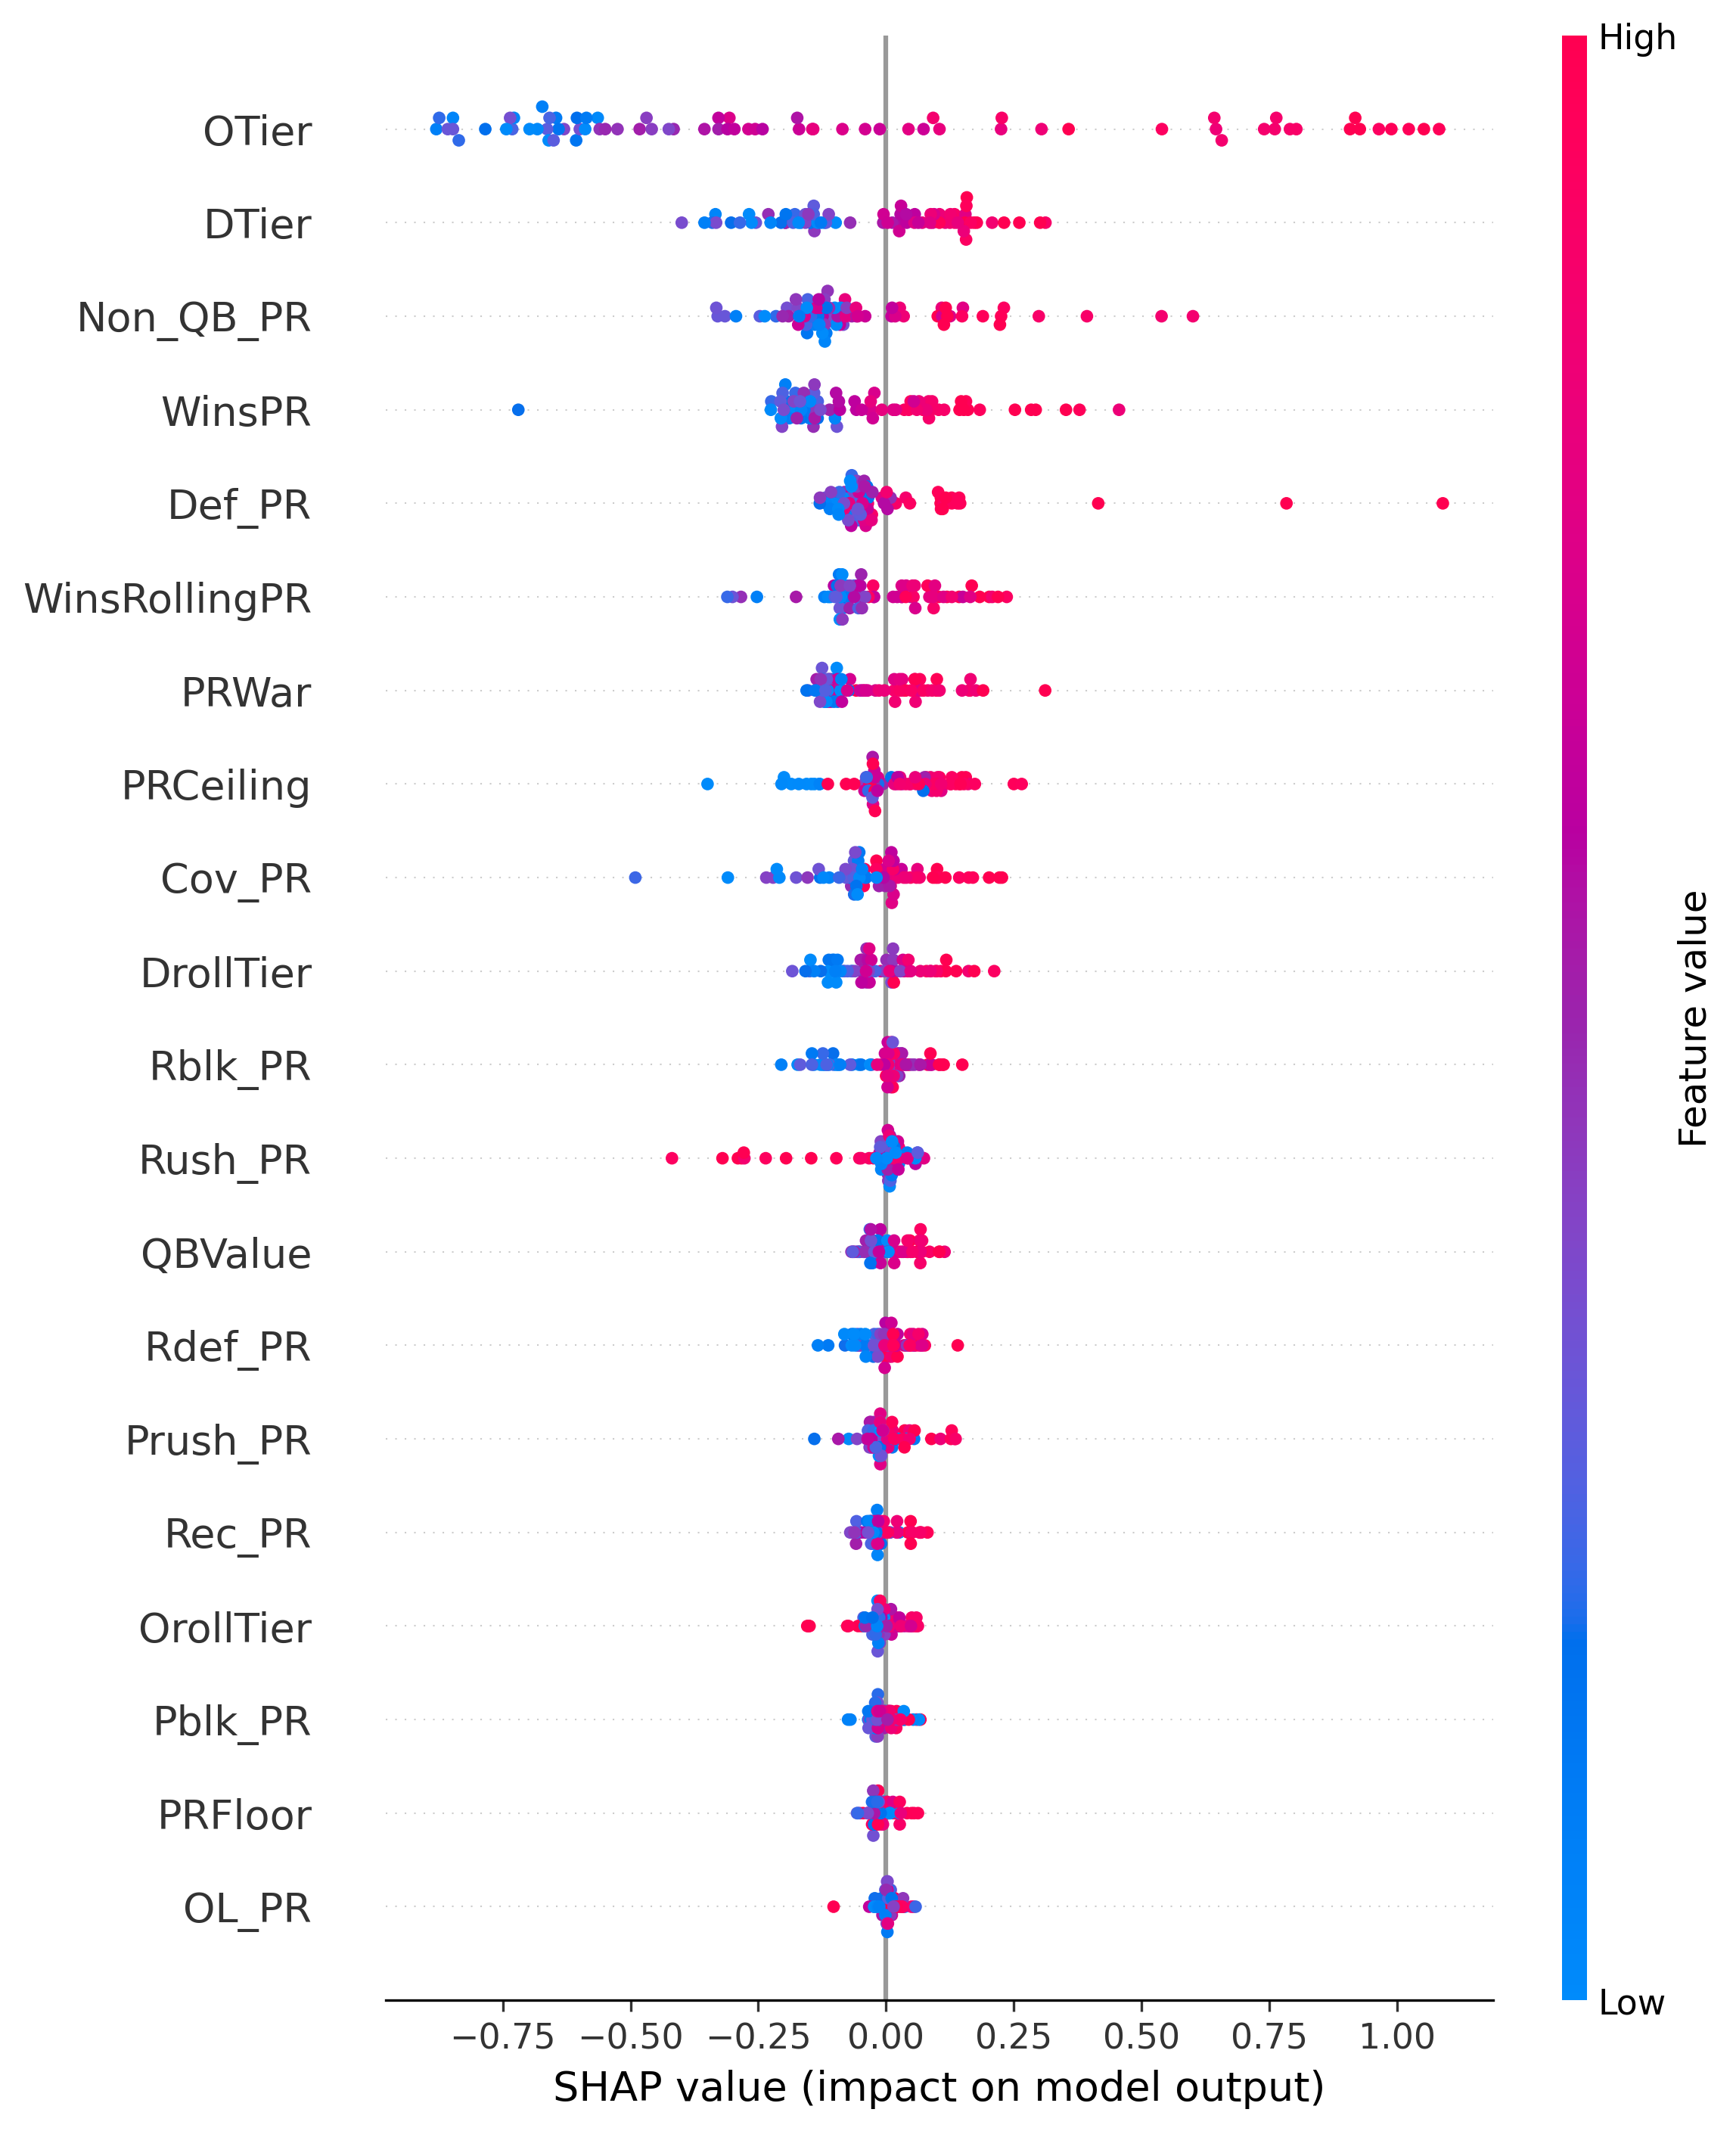 High
OTier
DTier
Non_QB_PR
WinsPR
Def_PR
WinsRollingPR
PRWar
PRCeiling
Cov_PR
DrollTier
Rblk_PR
Rush_PR
QBValue
Rdef_PR
Prush_PR
Rec_PR
OrollTier
Pblk_PR
PRFloor
OL_PR
Feature value
Low
−0.75 −0.50 −0.25 0.00 0.25 0.50 0.75 1.00
SHAP value (impact on model output)